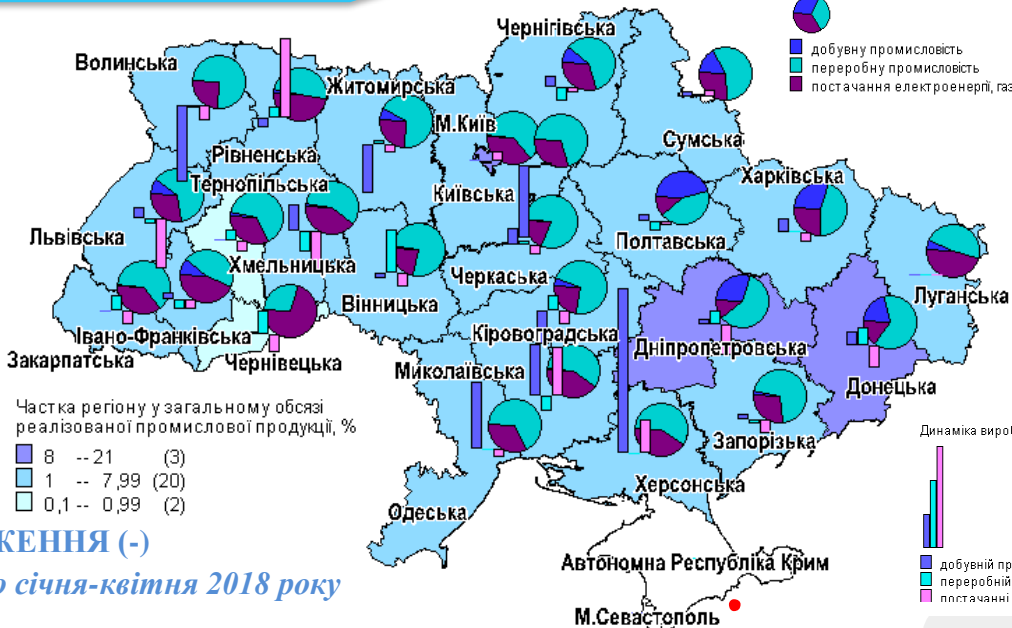 добувну промисловість
переробну промисловість
постачання електроенергії, газ
Чернігівська
Волинська
Житомирська
М.Київ
Сумська
Рівненська
Харківська
Тернопільська
Київська
Львівська
Полтавська
Хмельницька
Черкаська
Луганська
Вінницька
Івано-Франківська
Кіровоградська
Дніпропетровська
Закарпатська
Чернівецька
Миколаївська
Донецька
Частка регіону у загальному обсязі
реалізованої промислової продукції, %
8 -- 21 (3)
1 -- 7,99 (20)
0,1 -- 0,99 (2)
Запорізька
Динаміка вироб
Херсонська
Одеська
ЖЕННЯ (-)
Автономна Республіка Крим
о січня-квітня 2018 року
добувній пр
переробній
постачанні
М.Севастополь